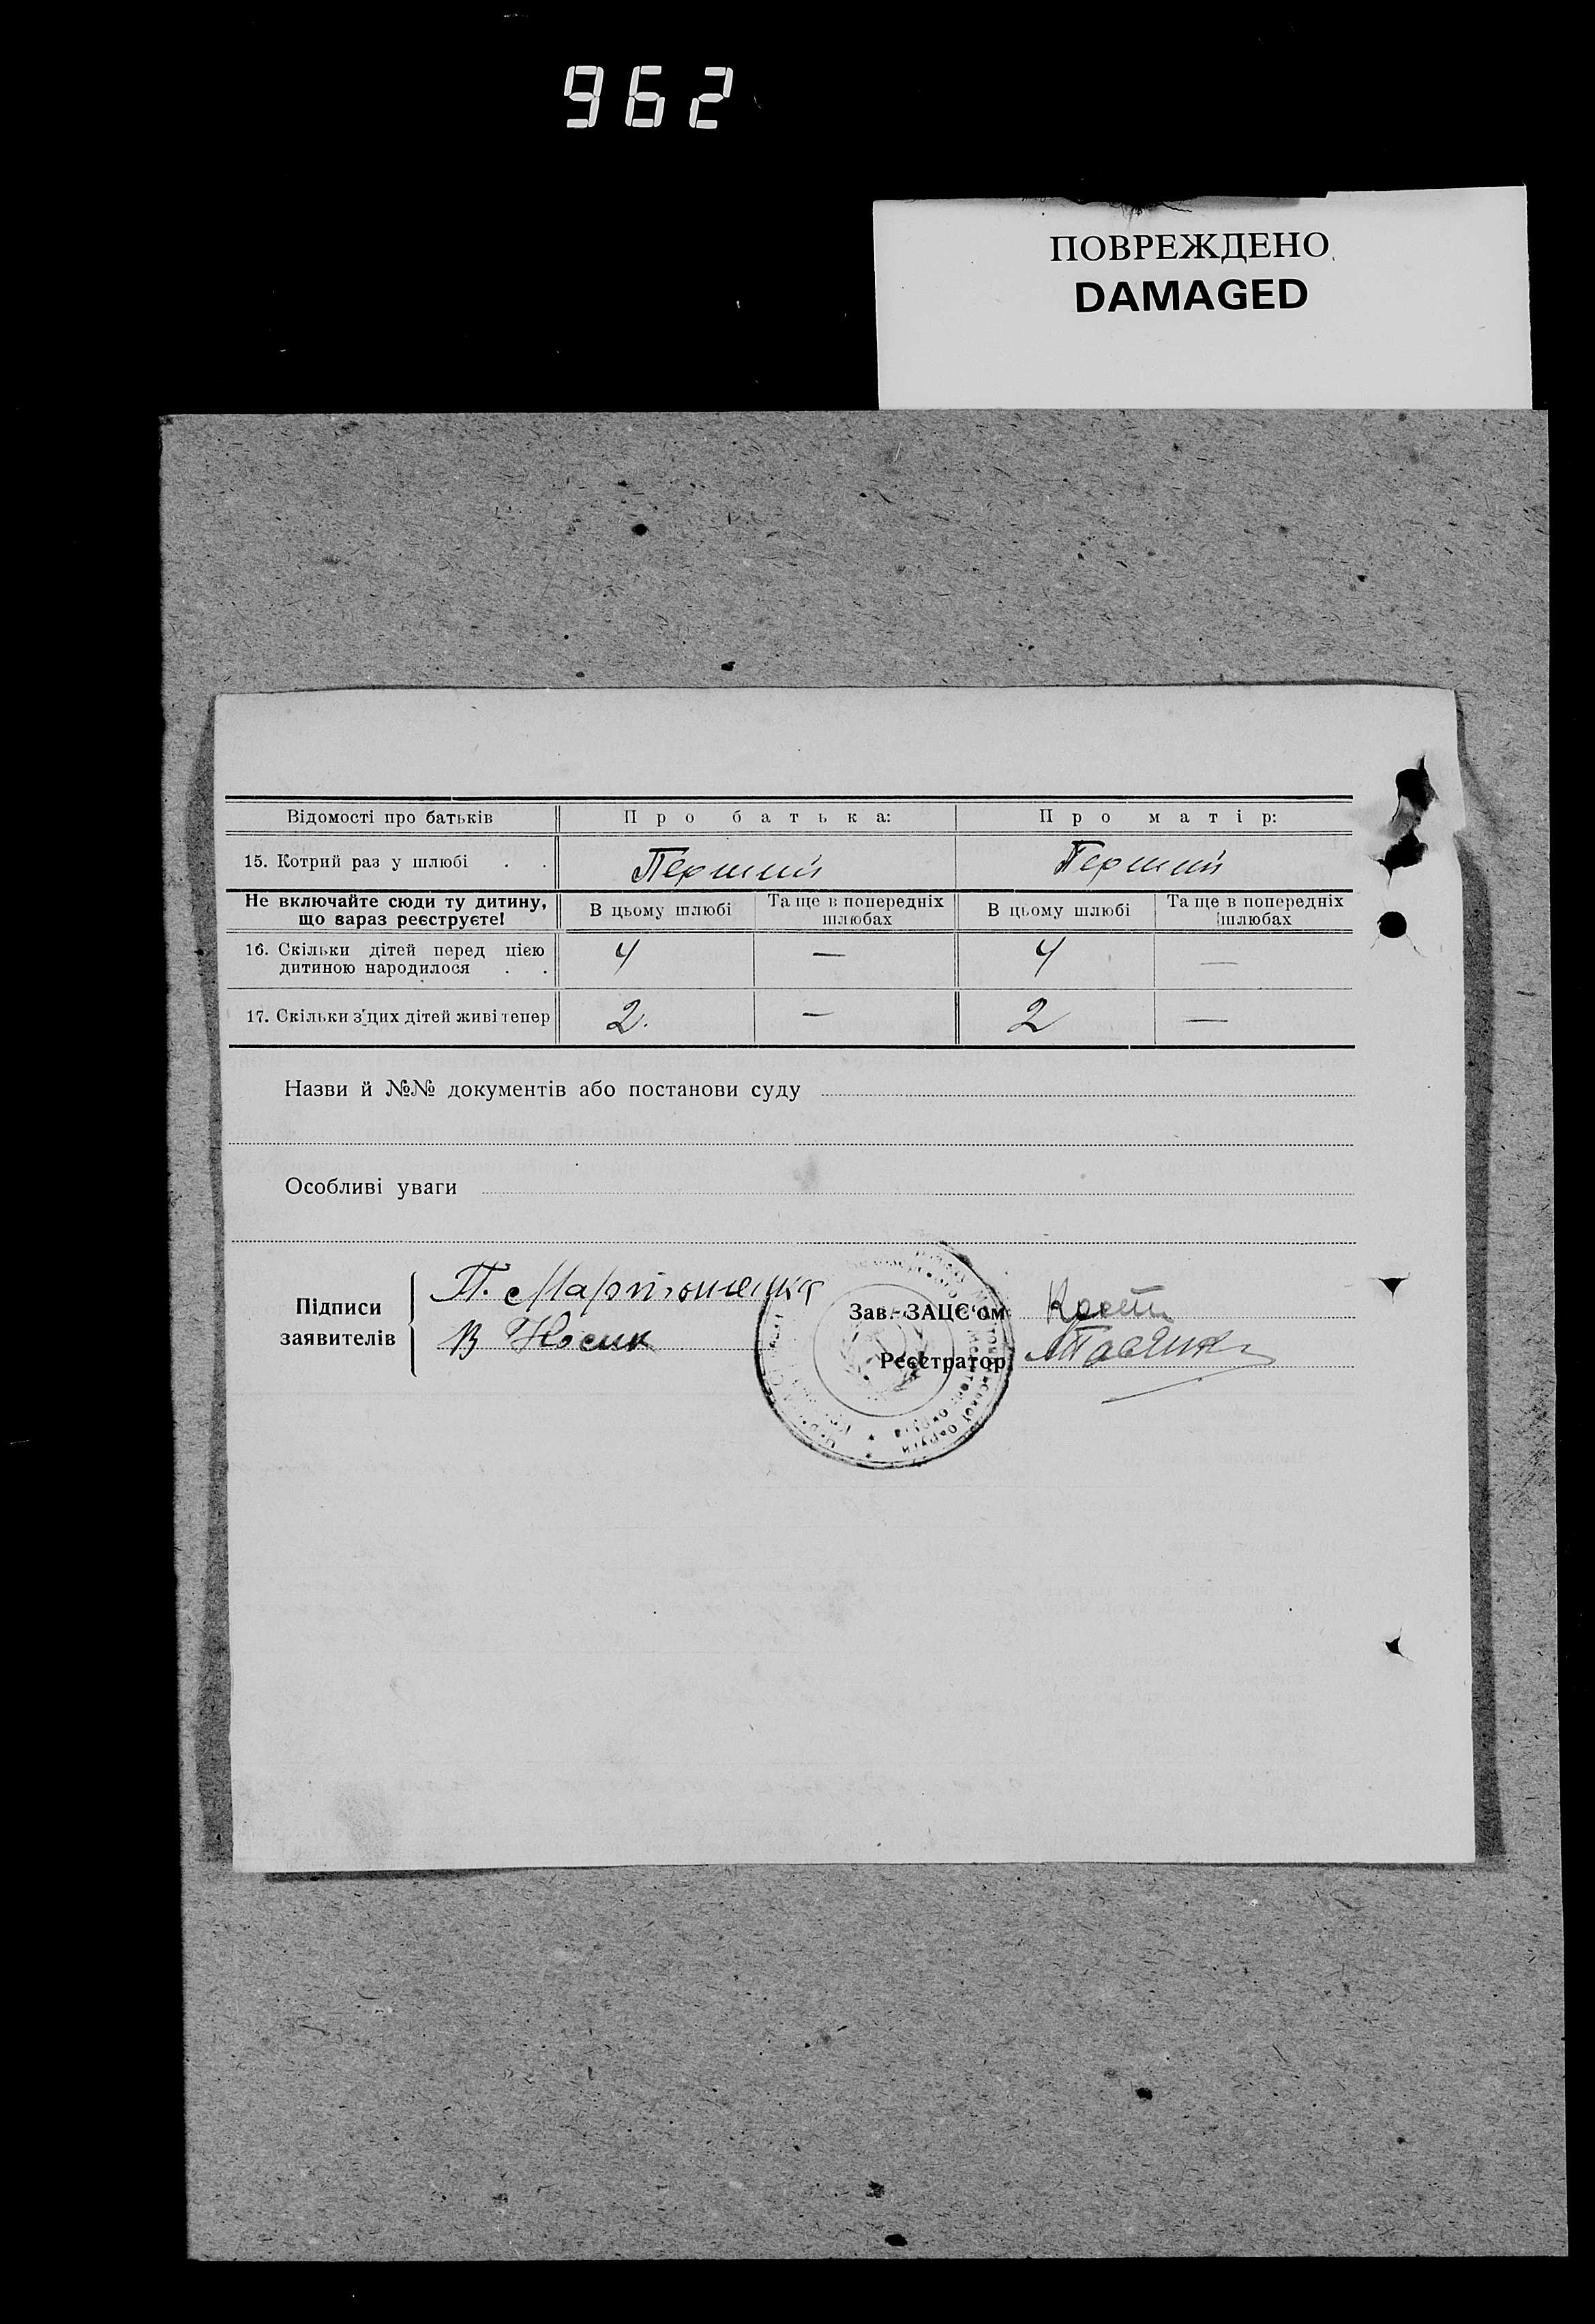 962
ПОВРЕЖДЕНО
DAMAGED
Відомості про батьків Про батька: Про матір:
15. Котрий раз у шлюбі . . Перший Перший
Не включайте сюди ту дитину, що вараз реєструєте! В цьому шлюбі Та ще в попередніх шлюбах В цьому шлюбі Та ще в попередніх шлюбах
16. Скільки дітей перед цією дитиною народилося . . 4 — 4 —
17. Скільки з цих дітей живі тепер 2. — 2 —
Назви й №№ документів або постанови суду
Особливі уваги
Підписи заявителів
П. Мартюненко
В Носик
Зав. ЗАЦС‘ом
Реєстратор